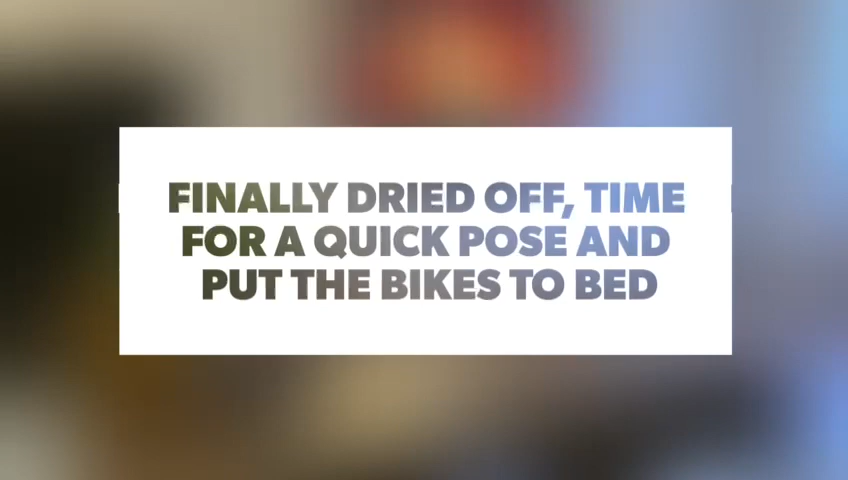 FINALLY DRIED OFF, TIME
FOR A QUICK POSE AND
PUT THE BIKES TO BED